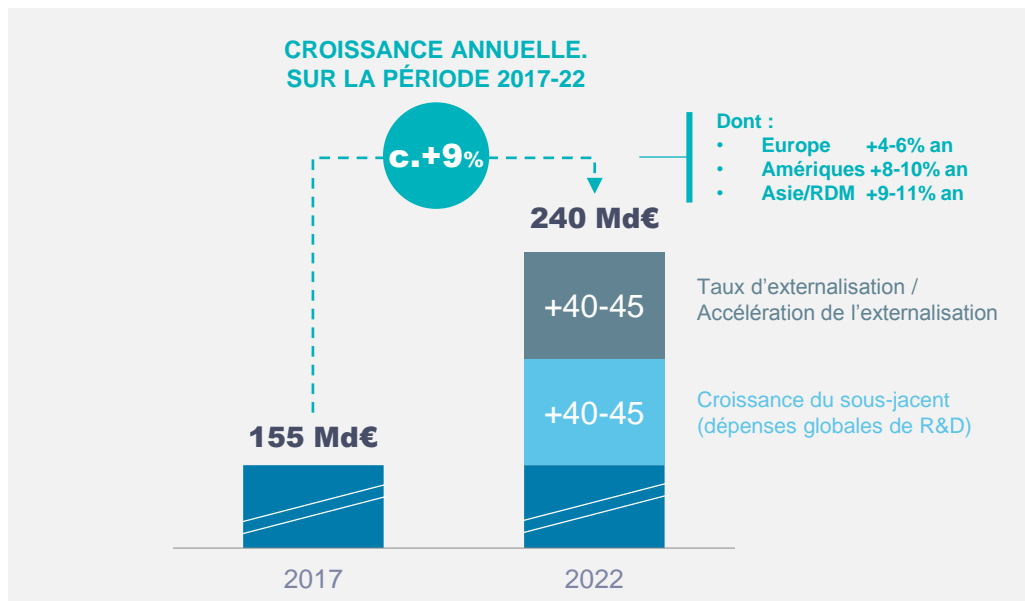 CROISSANCE ANNUELLE.
SUR LA PÉRIODE 2017-22
c.+9%
Dont :
• Europe +4-6% an
• Amériques +8-10% an
• Asie/RDM +9-11% an
240 Md€
+40-45
Taux d’externalisation /
Accélération de l’externalisation
+40-45
Croissance du sous-jacent
(dépenses globales de R&D)
155 Md€
2017
2022